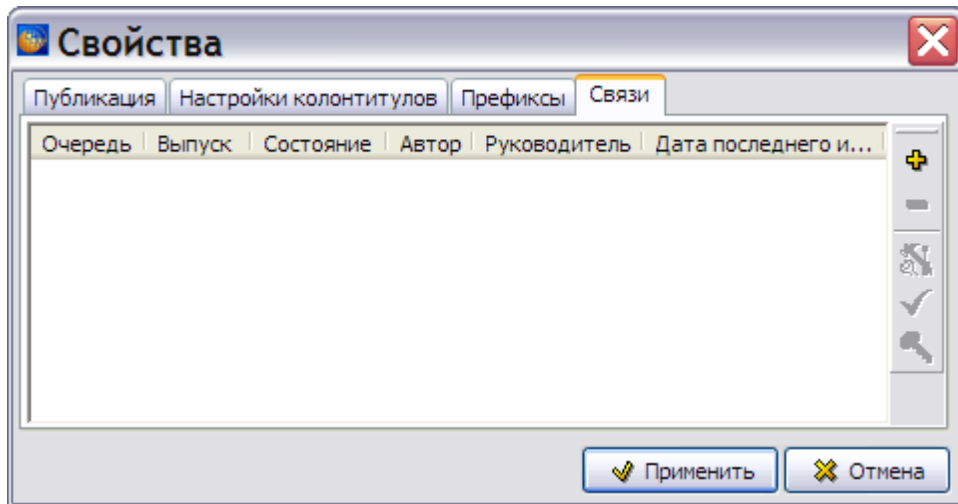 Свойства
Публикация Настройки колонтитулов Префиксы Связи
Очередь Выпуск Состояние Автор Руководитель Дата последнего и...
Применить Отмена